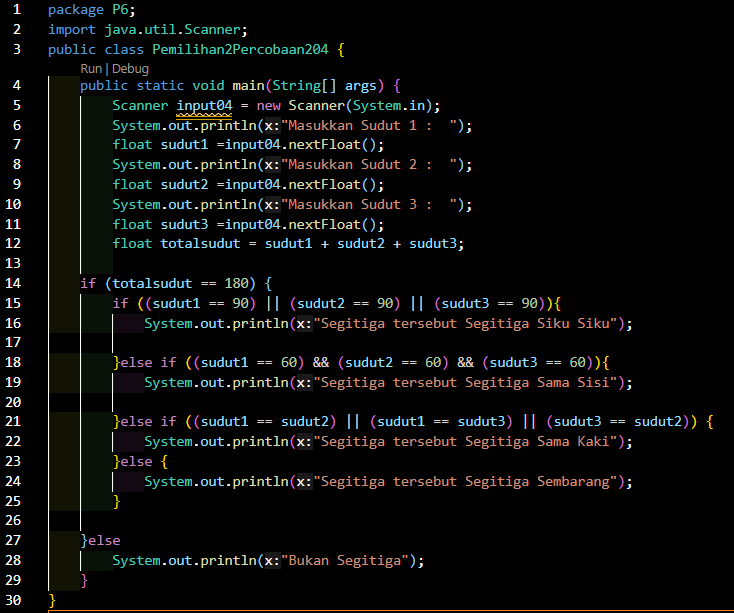 1 package P6;
2 import java.util.Scanner;
3 public class Pemilihan2Percobaan204 {
Run | Debug
4 public static void main(String[] args) {
5 Scanner input04 = new Scanner(System.in);
6 System.out.println(x:"Masukkan Sudut 1 :  ");
7 float sudut1 =input04.nextFloat();
8 System.out.println(x:"Masukkan Sudut 2 :  ");
9 float sudut2 =input04.nextFloat();
10 System.out.println(x:"Masukkan Sudut 3 :  ");
11 float sudut3 =input04.nextFloat();
12 float totalsudut = sudut1 + sudut2 + sudut3;
13
14 if (totalsudut == 180) {
15 if ((sudut1 == 90) || (sudut2 == 90) || (sudut3 == 90)){
16 System.out.println(x:"Segitiga tersebut Segitiga Siku Siku");
17
18 }else if ((sudut1 == 60) && (sudut2 == 60) && (sudut3 == 60)){
19 System.out.println(x:"Segitiga tersebut Segitiga Sama Sisi");
20
21 }else if ((sudut1 == sudut2) || (sudut1 == sudut3) || (sudut3 == sudut2)) {
22 System.out.println(x:"Segitiga tersebut Segitiga Sama Kaki");
23 }else {
24 System.out.println(x:"Segitiga tersebut Segitiga Sembarang");
25 }
26
27 }else
28 System.out.println(x:"Bukan Segitiga");
29 }
30 }